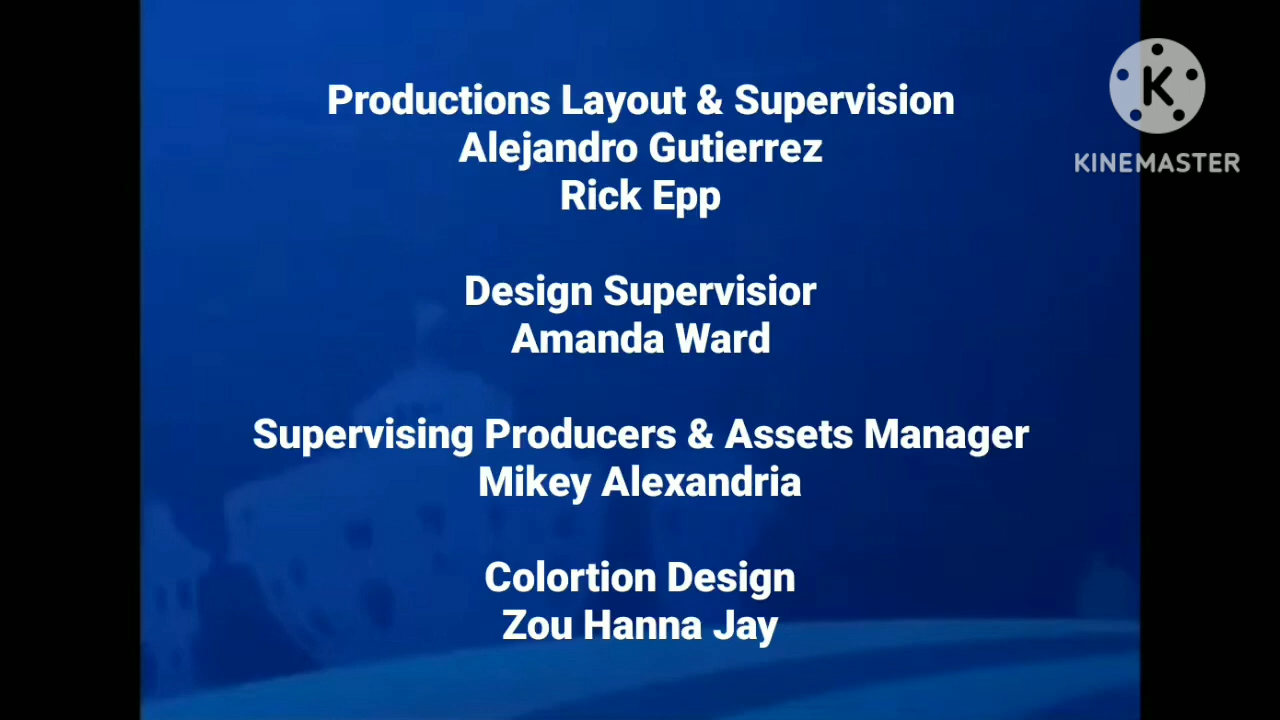 Productions Layout & Supervision
Alejandro Gutierrez
Rick Epp
Design Supervisior
Amanda Ward
Supervising Producers & Assets Manager
Mikey Alexandria
Colortion Design
Zou Hanna Jay
K
KINEMASTER